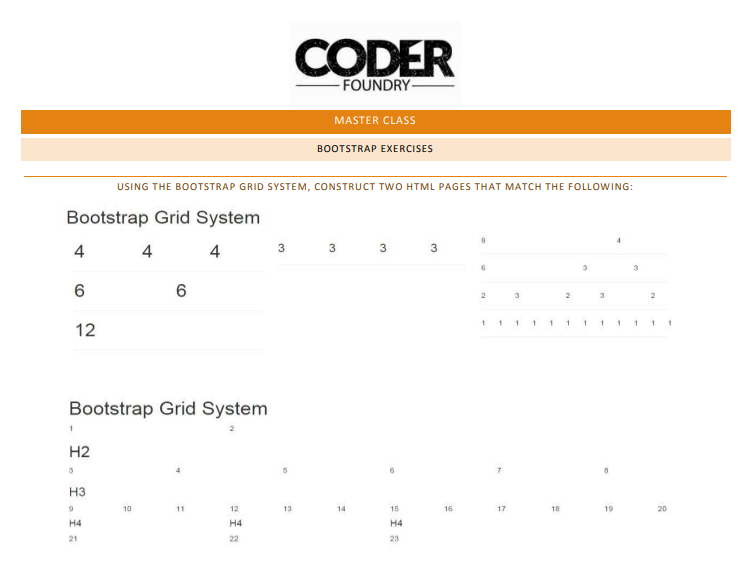 CODER
FOUNDRY
MASTER CLASS
BOOTSTRAP EXERCISES
USING THE BOOTSTRAP GRID SYSTEM, CONSTRUCT TWO HTML PAGES THAT MATCH THE FOLLOWING:
Bootstrap Grid System
4 4 4
6 6
12
3 3 3 3
8 4
6 3 3
2 3 2 3 2
1 1 1 1 1 1 1 1 1 1 1 1
Bootstrap Grid System
1 2
H2
3 4 5 6 7 8
H3
9 10 11 12 13 14 15 16 17 18 19 20
H4 H4 H4
21 22 23